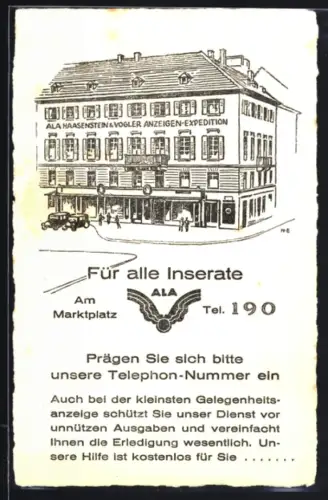 ALA HAASENSTEIN & VOGLER ANZEIGEN-EXPEDITION
Für alle Inserate
Am
Marktplatz
ALA
Tel. 190
Prägen Sie sich bitte
unsere Telephon-Nummer ein
Auch bei der kleinsten Gelegenheits-
anzeige schützt Sie unser Dienst vor
unnützen Ausgaben und vereinfacht
Ihnen die Erledigung wesentlich. Un-
sere Hilfe ist kostenlos für Sie .......